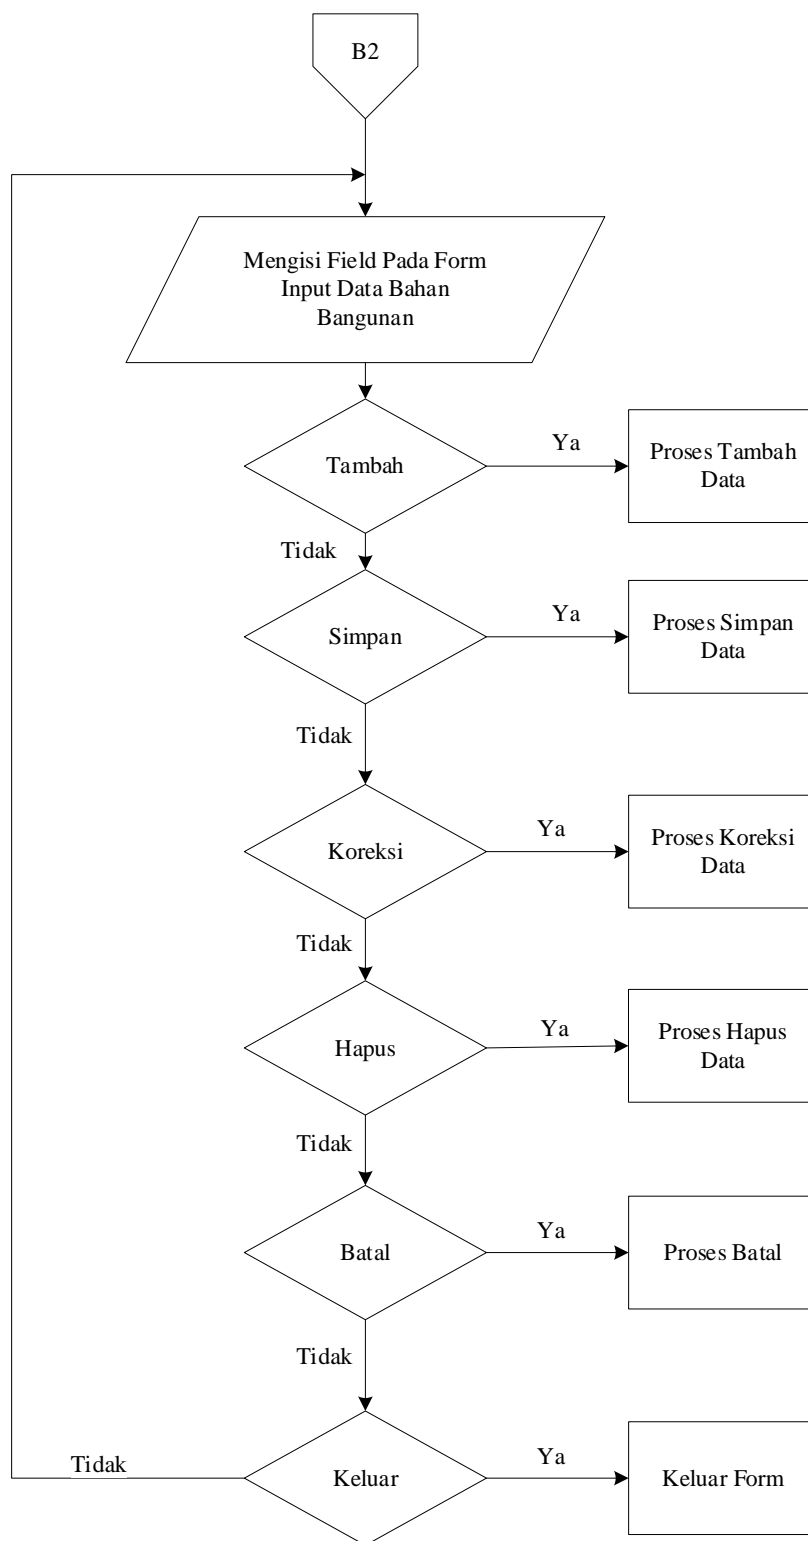 B2
Mengisi Field Pada Form
Input Data Bahan
Bangunan
Tambah
Ya
Proses Tambah
Data
Tidak
Simpan
Ya
Proses Simpan
Data
Tidak
Koreksi
Ya
Proses Koreksi
Data
Tidak
Hapus
Ya
Proses Hapus
Data
Tidak
Batal
Ya
Proses Batal
Tidak
Tidak
Keluar
Ya
Keluar Form